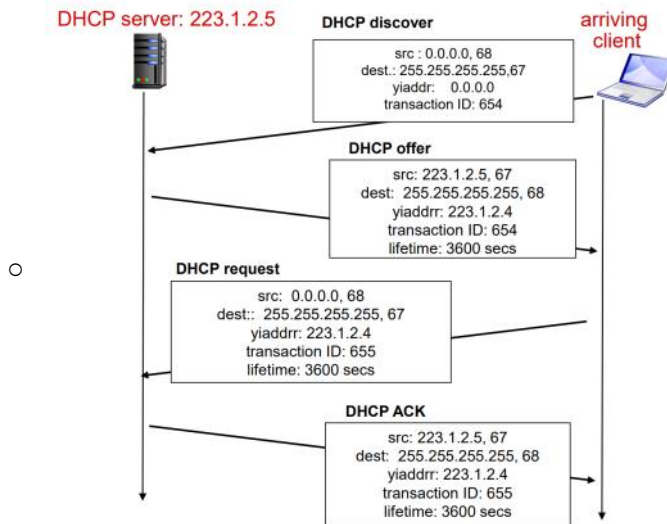 DHCP server: 223.1.2.5
DHCP discover
arriving
client
src : 0.0.0.0, 68
dest.: 255.255.255.255,67
yiaddr: 0.0.0.0
transaction ID: 654
DHCP offer
src: 223.1.2.5, 67
dest: 255.255.255.255, 68
yiaddrr: 223.1.2.4
transaction ID: 654
lifetime: 3600 secs
DHCP request
src: 0.0.0.0, 68
dest:: 255.255.255.255, 67
yiaddrr: 223.1.2.4
transaction ID: 655
lifetime: 3600 secs
DHCP ACK
src: 223.1.2.5, 67
dest: 255.255.255.255, 68
yiaddrr: 223.1.2.4
transaction ID: 655
lifetime: 3600 secs